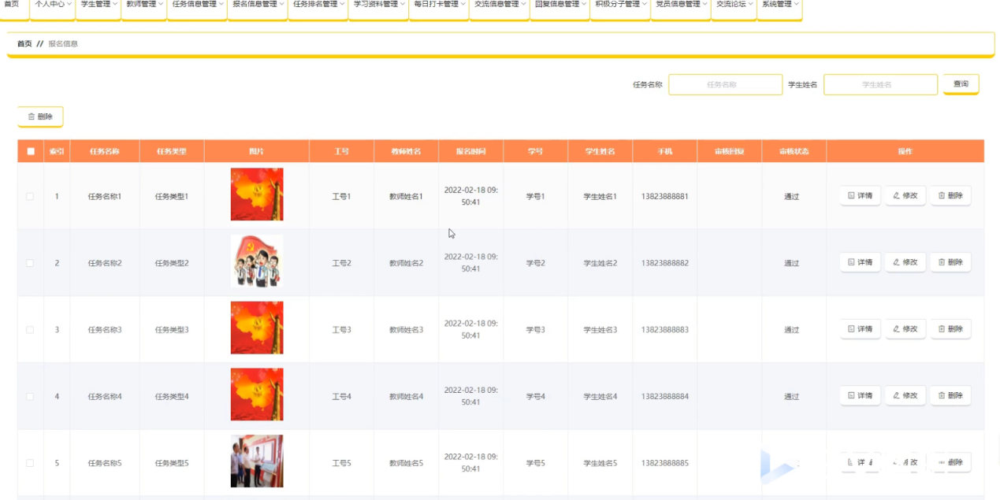 首页 个人中心 学生管理 教师管理 任务信息管理 报名信息管理 任务排名管理 学习资料管理 每日打卡管理 交流信息管理 回复信息管理 积极分子管理 党员信息管理 交流论坛 系统管理
首页 // 报名信息
任务名称 任务名称 学生姓名 学生姓名 查询
删除
索引 任务名称 任务类型 图片 工号 教师姓名 报名时间 学号 学生姓名 手机 审核回复 审核状态 操作
1 任务名称1 任务类型1 工号1 教师姓名1 2022-02-18 09: 学号1 学生姓名1 13823888881 通过 详情 修改 删除
50:41
2 任务名称2 任务类型2 工号2 教师姓名2 2022-02-18 09: 学号2 学生姓名2 13823888882 通过 详情 修改 删除
50:41
3 任务名称3 任务类型3 工号3 教师姓名3 2022-02-18 09: 学号3 学生姓名3 13823888883 通过 详情 修改 删除
50:41
4 任务名称4 任务类型4 工号4 教师姓名4 2022-02-18 09: 学号4 学生姓名4 13823888884 通过 详情 修改 删除
50:41
5 任务名称5 任务类型5 工号5 教师姓名5 2022-02-18 09: 学号5 学生姓名5 13823888885 删除
50:41